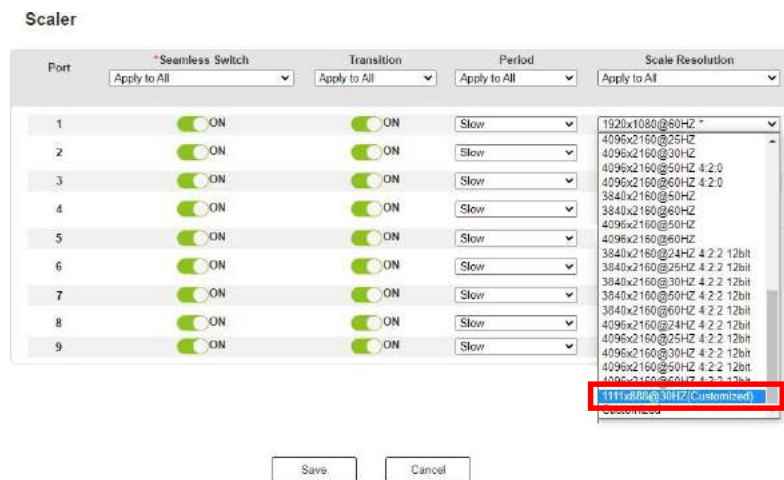 Scaler
Port *Seamless Switch Transition Period Scale Resolution
Apply to All Apply to All Apply to All Apply to All
1 ON ON Slow 1920x1080@60HZ *
4096x2160@25HZ
2 ON ON Slow 4096x2160@30HZ
4096x2160@50HZ 4:2:0
3 ON ON Slow 4096x2160@60HZ 4:2:0
3840x2160@50HZ
4 ON ON Slow 3840x2160@60HZ
4096x2160@50HZ
5 ON ON Slow 4096x2160@60HZ
3840x2160@24HZ 4:2:2 12bit
6 ON ON Slow 3840x2160@25HZ 4:2:2 12bit
3840x2160@30HZ 4:2:2 12bit
7 ON ON Slow 3840x2160@50HZ 4:2:2 12bit
3840x2160@60HZ 4:2:2 12bit
8 ON ON Slow 4096x2160@24HZ 4:2:2 12bit
4096x2160@25HZ 4:2:2 12bit
9 ON ON Slow 4096x2160@30HZ 4:2:2 12bit
4096x2160@50HZ 4:2:2 12bit
4096x2160@60HZ 4:2:2 12bit
1111x888@30HZ(Customized)
Customized
Save Cancel